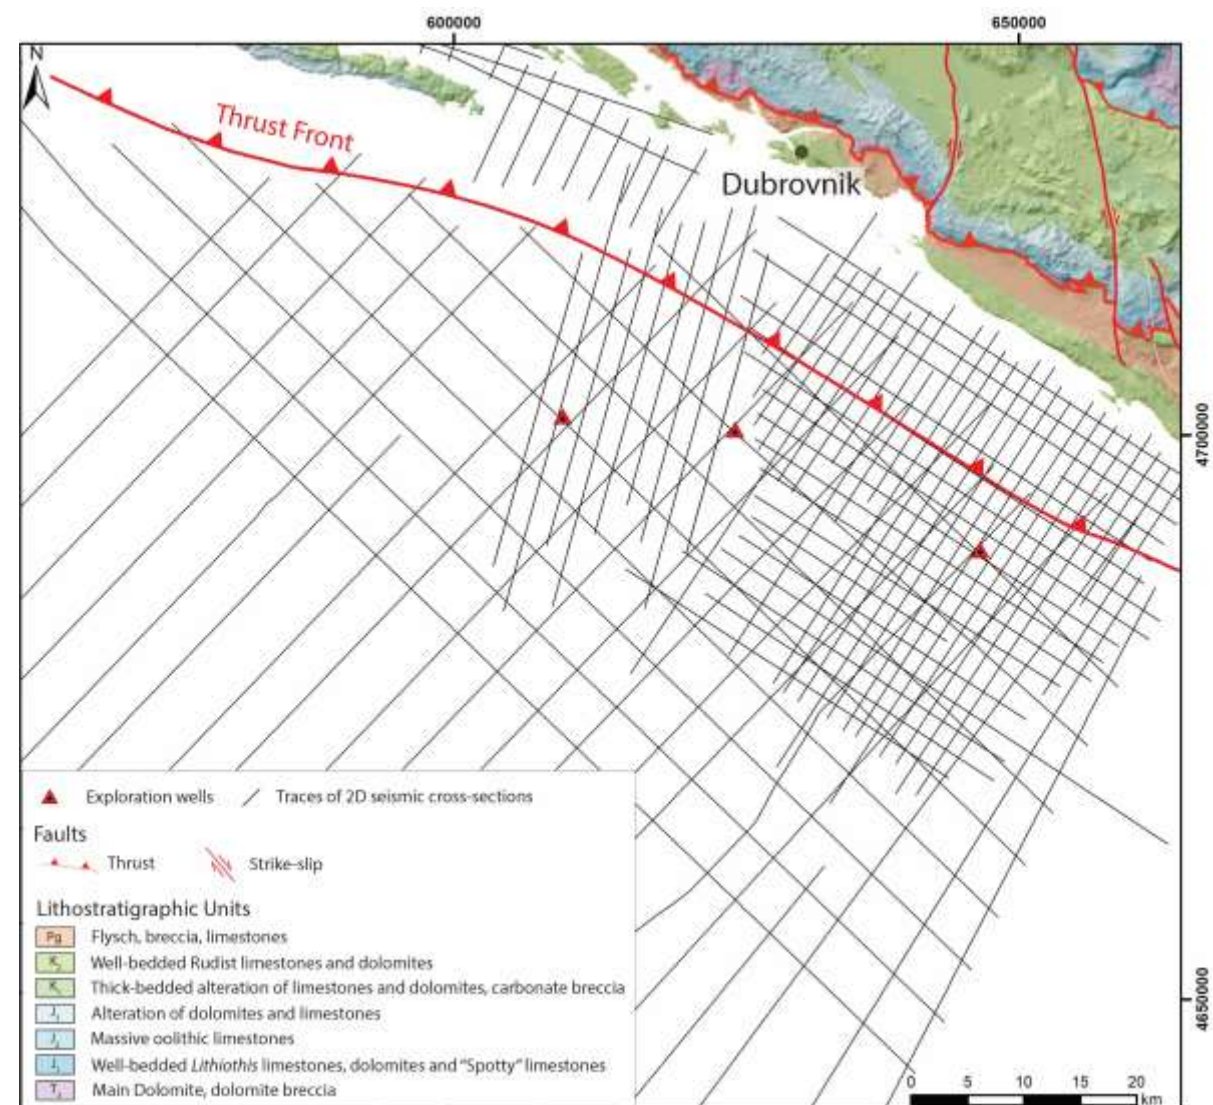 600000
650000
N
Thrust Front
Dubrovnik
4700000
4650000
Exploration wells
Traces of 2D seismic cross-sections
Faults
Thrust
Strike-slip
Lithostratigraphic Units
Pg
Flysch, breccia, limestones
K2
Well-bedded Rudist limestones and dolomites
K1
Thick-bedded alteration of limestones and dolomites, carbonate breccia
Alteration of dolomites and limestones
Massive oolithic limestones
Well-bedded Lithiothis limestones, dolomites and "Spotty" limestones
Main Dolomite, dolomite breccia
0 5 10 15 20
km